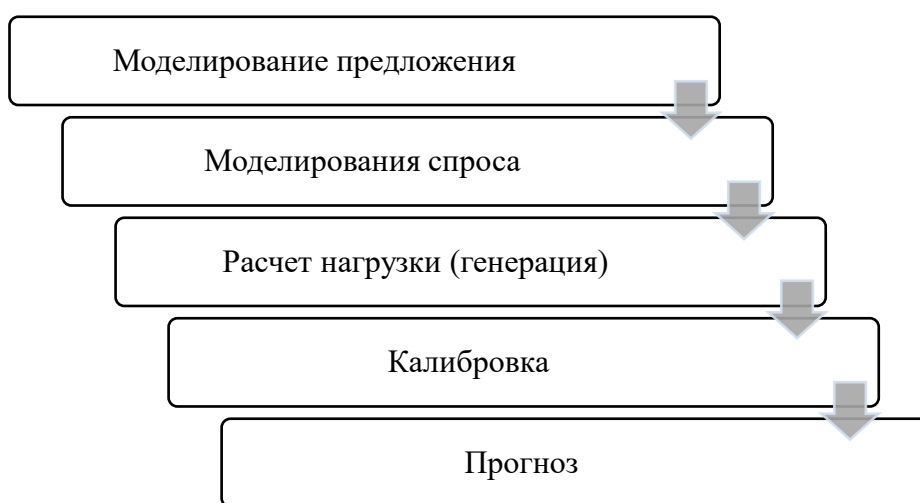 Моделирование предложения
Моделирования спроса
Расчет нагрузки (генерация)
Калибровка
Прогноз